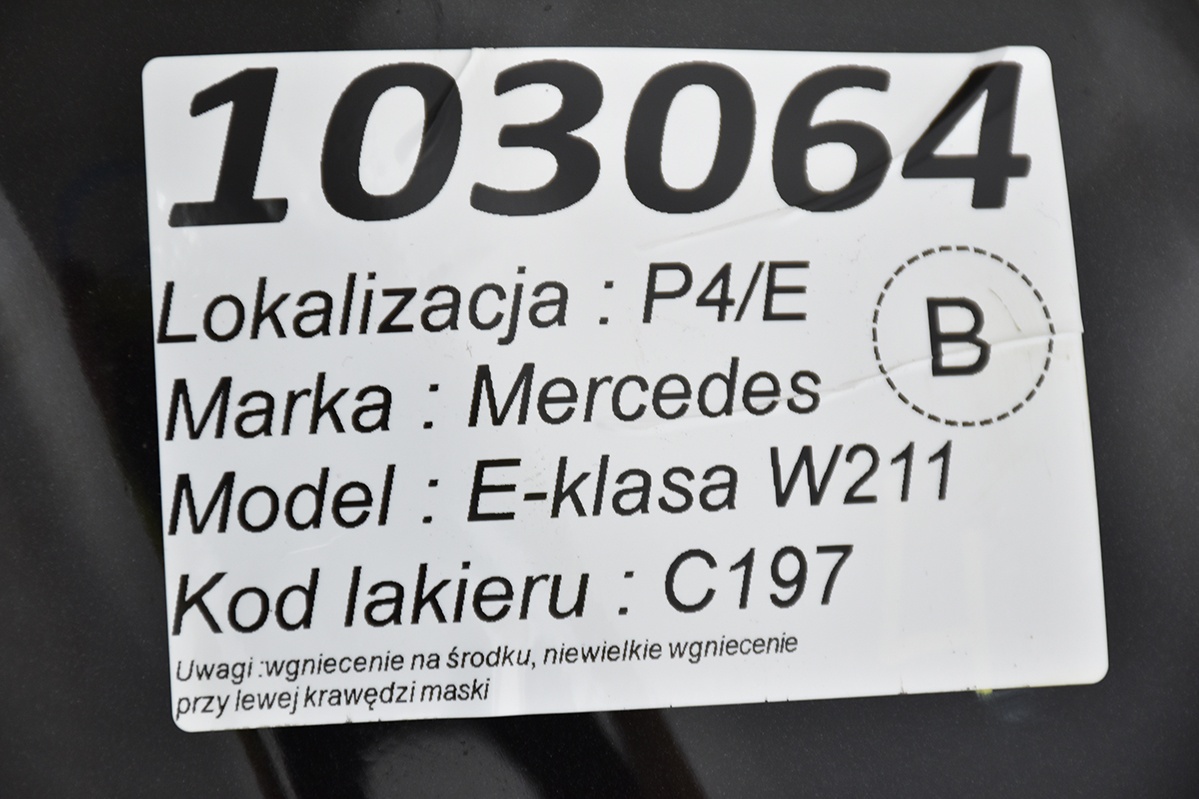 103064
Lokalizacja : P4/E
B
Marka : Mercedes
Model : E-klasa W211
Kod lakieru : C197
Uwagi :wgniecenie na środku, niewielkie wgniecenie
przy lewej krawędzi maski